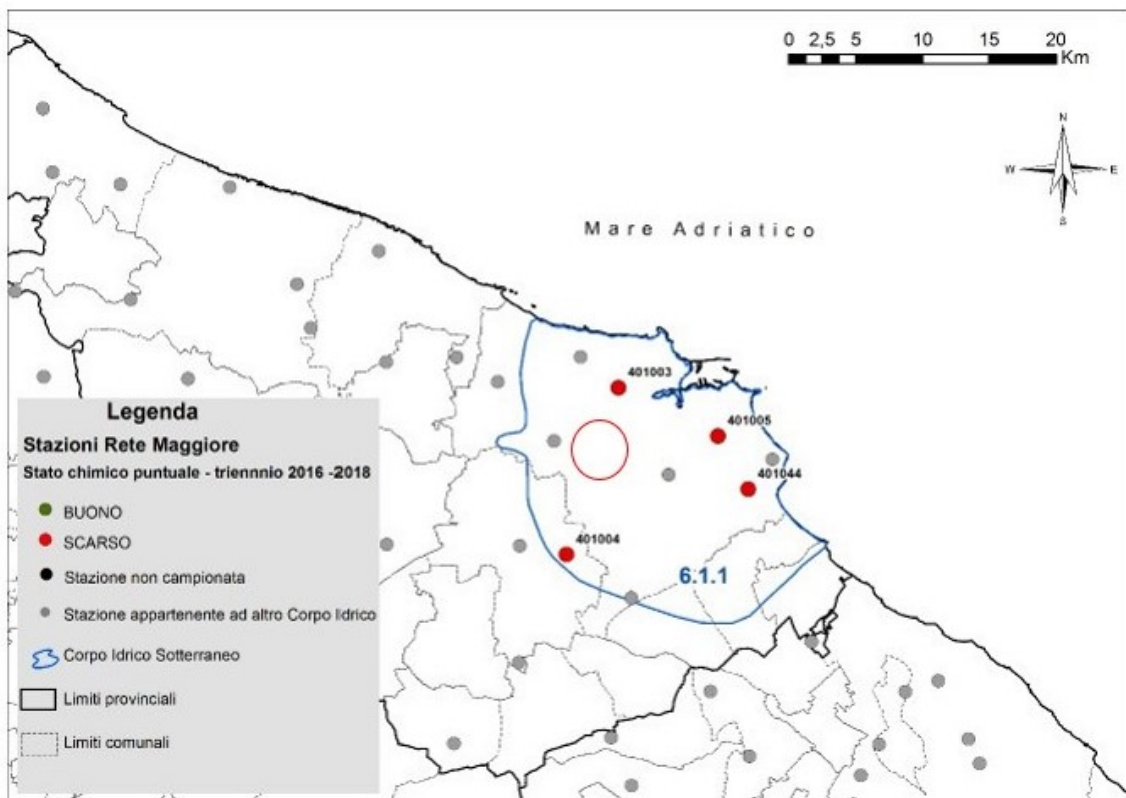 0 2,5 5 10 15 20
Km
N
W E
S
Mare Adriatico
401003
401005
401044
401004
6.1.1
Legenda
Stazioni Rete Maggiore
Stato chimico puntuale - triennnio 2016 -2018
BUONO
SCARSO
Stazione non campionata
Stazione appartenente ad altro Corpo Idrico
Corpo Idrico Sotterraneo
Limiti provinciali
Limiti comunali